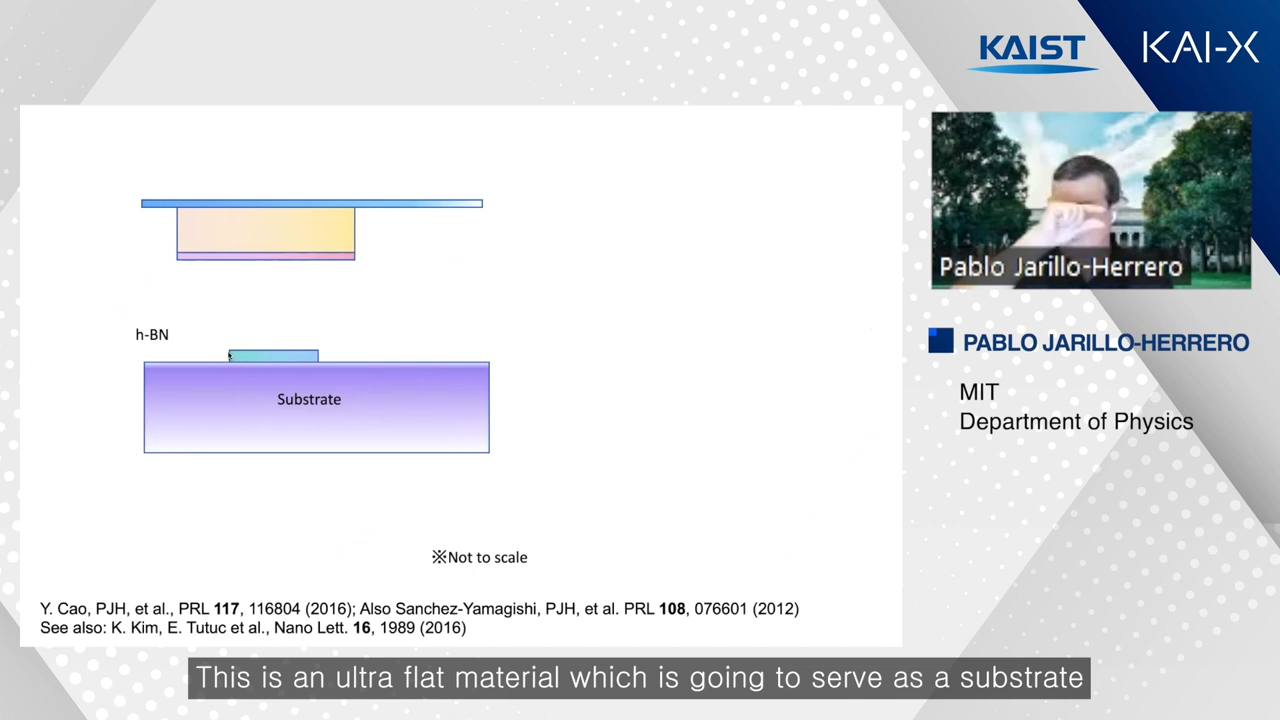 KAIST
KAI-X
h-BN
Substrate
※Not to scale
Y. Cao, PJH, et al., PRL 117, 116804 (2016); Also Sanchez-Yamagishi, PJH, et al. PRL 108, 076601 (2012)
See also: K. Kim, E. Tutuc et al., Nano Lett. 16, 1989 (2016)
Pablo Jarillo-Herrero
PABLO JARILLO-HERRERO
MIT
Department of Physics
This is an ultra flat material which is going to serve as a substrate